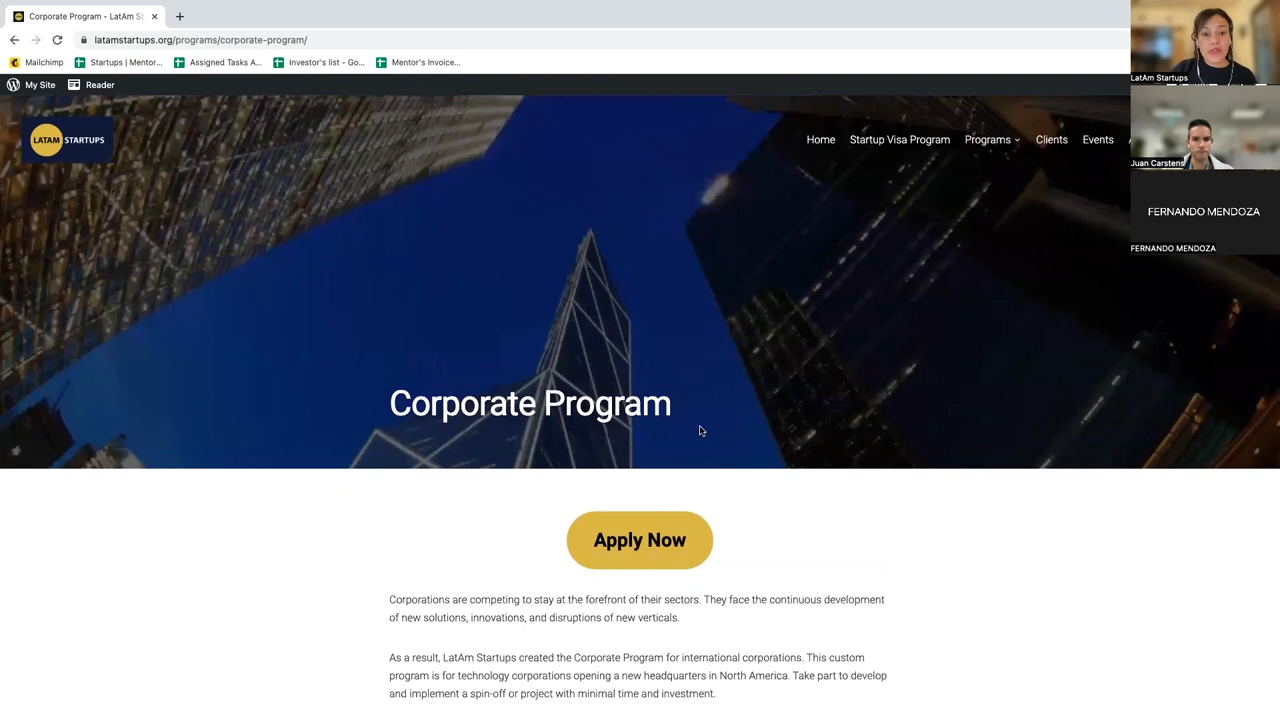 Corporate Program - LatAm St
latamstartups.org/programs/corporate-program/
Mailchimp
Startups | Mentor...
Assigned Tasks A...
Investor's list - Go...
Mentor's Invoice...
My Site
Reader
LATAM STARTUPS
Home
Startup Visa Program
Programs
Clients
Events
LatAm Startups
Juan Carstens
FERNANDO MENDOZA
FERNANDO MENDOZA
Corporate Program
Apply Now
Corporations are competing to stay at the forefront of their sectors. They face the continuous development
of new solutions, innovations, and disruptions of new verticals.
As a result, LatAm Startups created the Corporate Program for international corporations. This custom
program is for technology corporations opening a new headquarters in North America. Take part to develop
and implement a spin-off or project with minimal time and investment.